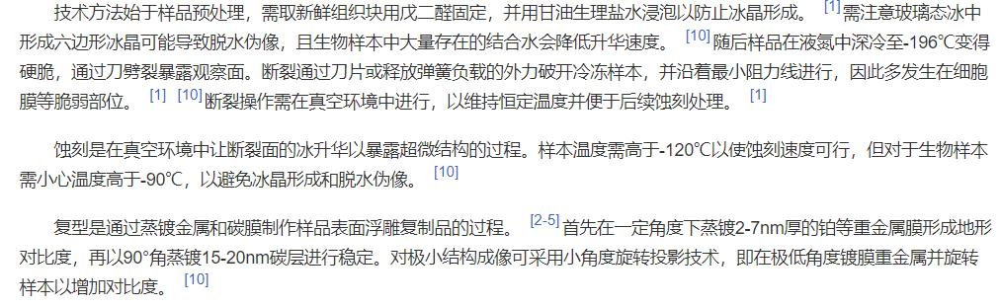 技术方法始于样品预处理，需取新鲜组织块用戊二醛固定，并用甘油生理盐水浸泡以防止冰晶形成。 [1]需注意玻璃态冰中
形成六边形冰晶可能导致脱水伪像，且生物样本中大量存在的结合水会降低升华速度。 [10]随后样品在液氮中深冷至-196℃变得
硬脆，通过刀劈裂暴露观察面。断裂通过刀片或释放弹簧负载的外力破开冷冻样本，并沿着最小阻力线进行，因此多发生在细胞
膜等脆弱部位。 [1] [10]断裂操作需在真空环境中进行，以维持恒定温度并便于后续蚀刻处理。 [1]
蚀刻是在真空环境中让断裂面的冰升华以暴露超微结构的过程。样本温度需高于-120℃以使蚀刻速度可行，但对于生物样本
需小心温度高于-90℃，以避免冰晶形成和脱水伪像。 [10]
复型是通过蒸镀金属和碳膜制作样品表面浮雕复制品的过程。 [2-5]首先在一定角度下蒸镀2-7nm厚的铂等重金属膜形成地形
对比度，再以90°角蒸镀15-20nm碳层进行稳定。对极小结构成像可采用小角度旋转投影技术，即在极低角度镀膜重金属并旋转
样本以增加对比度。 [10]